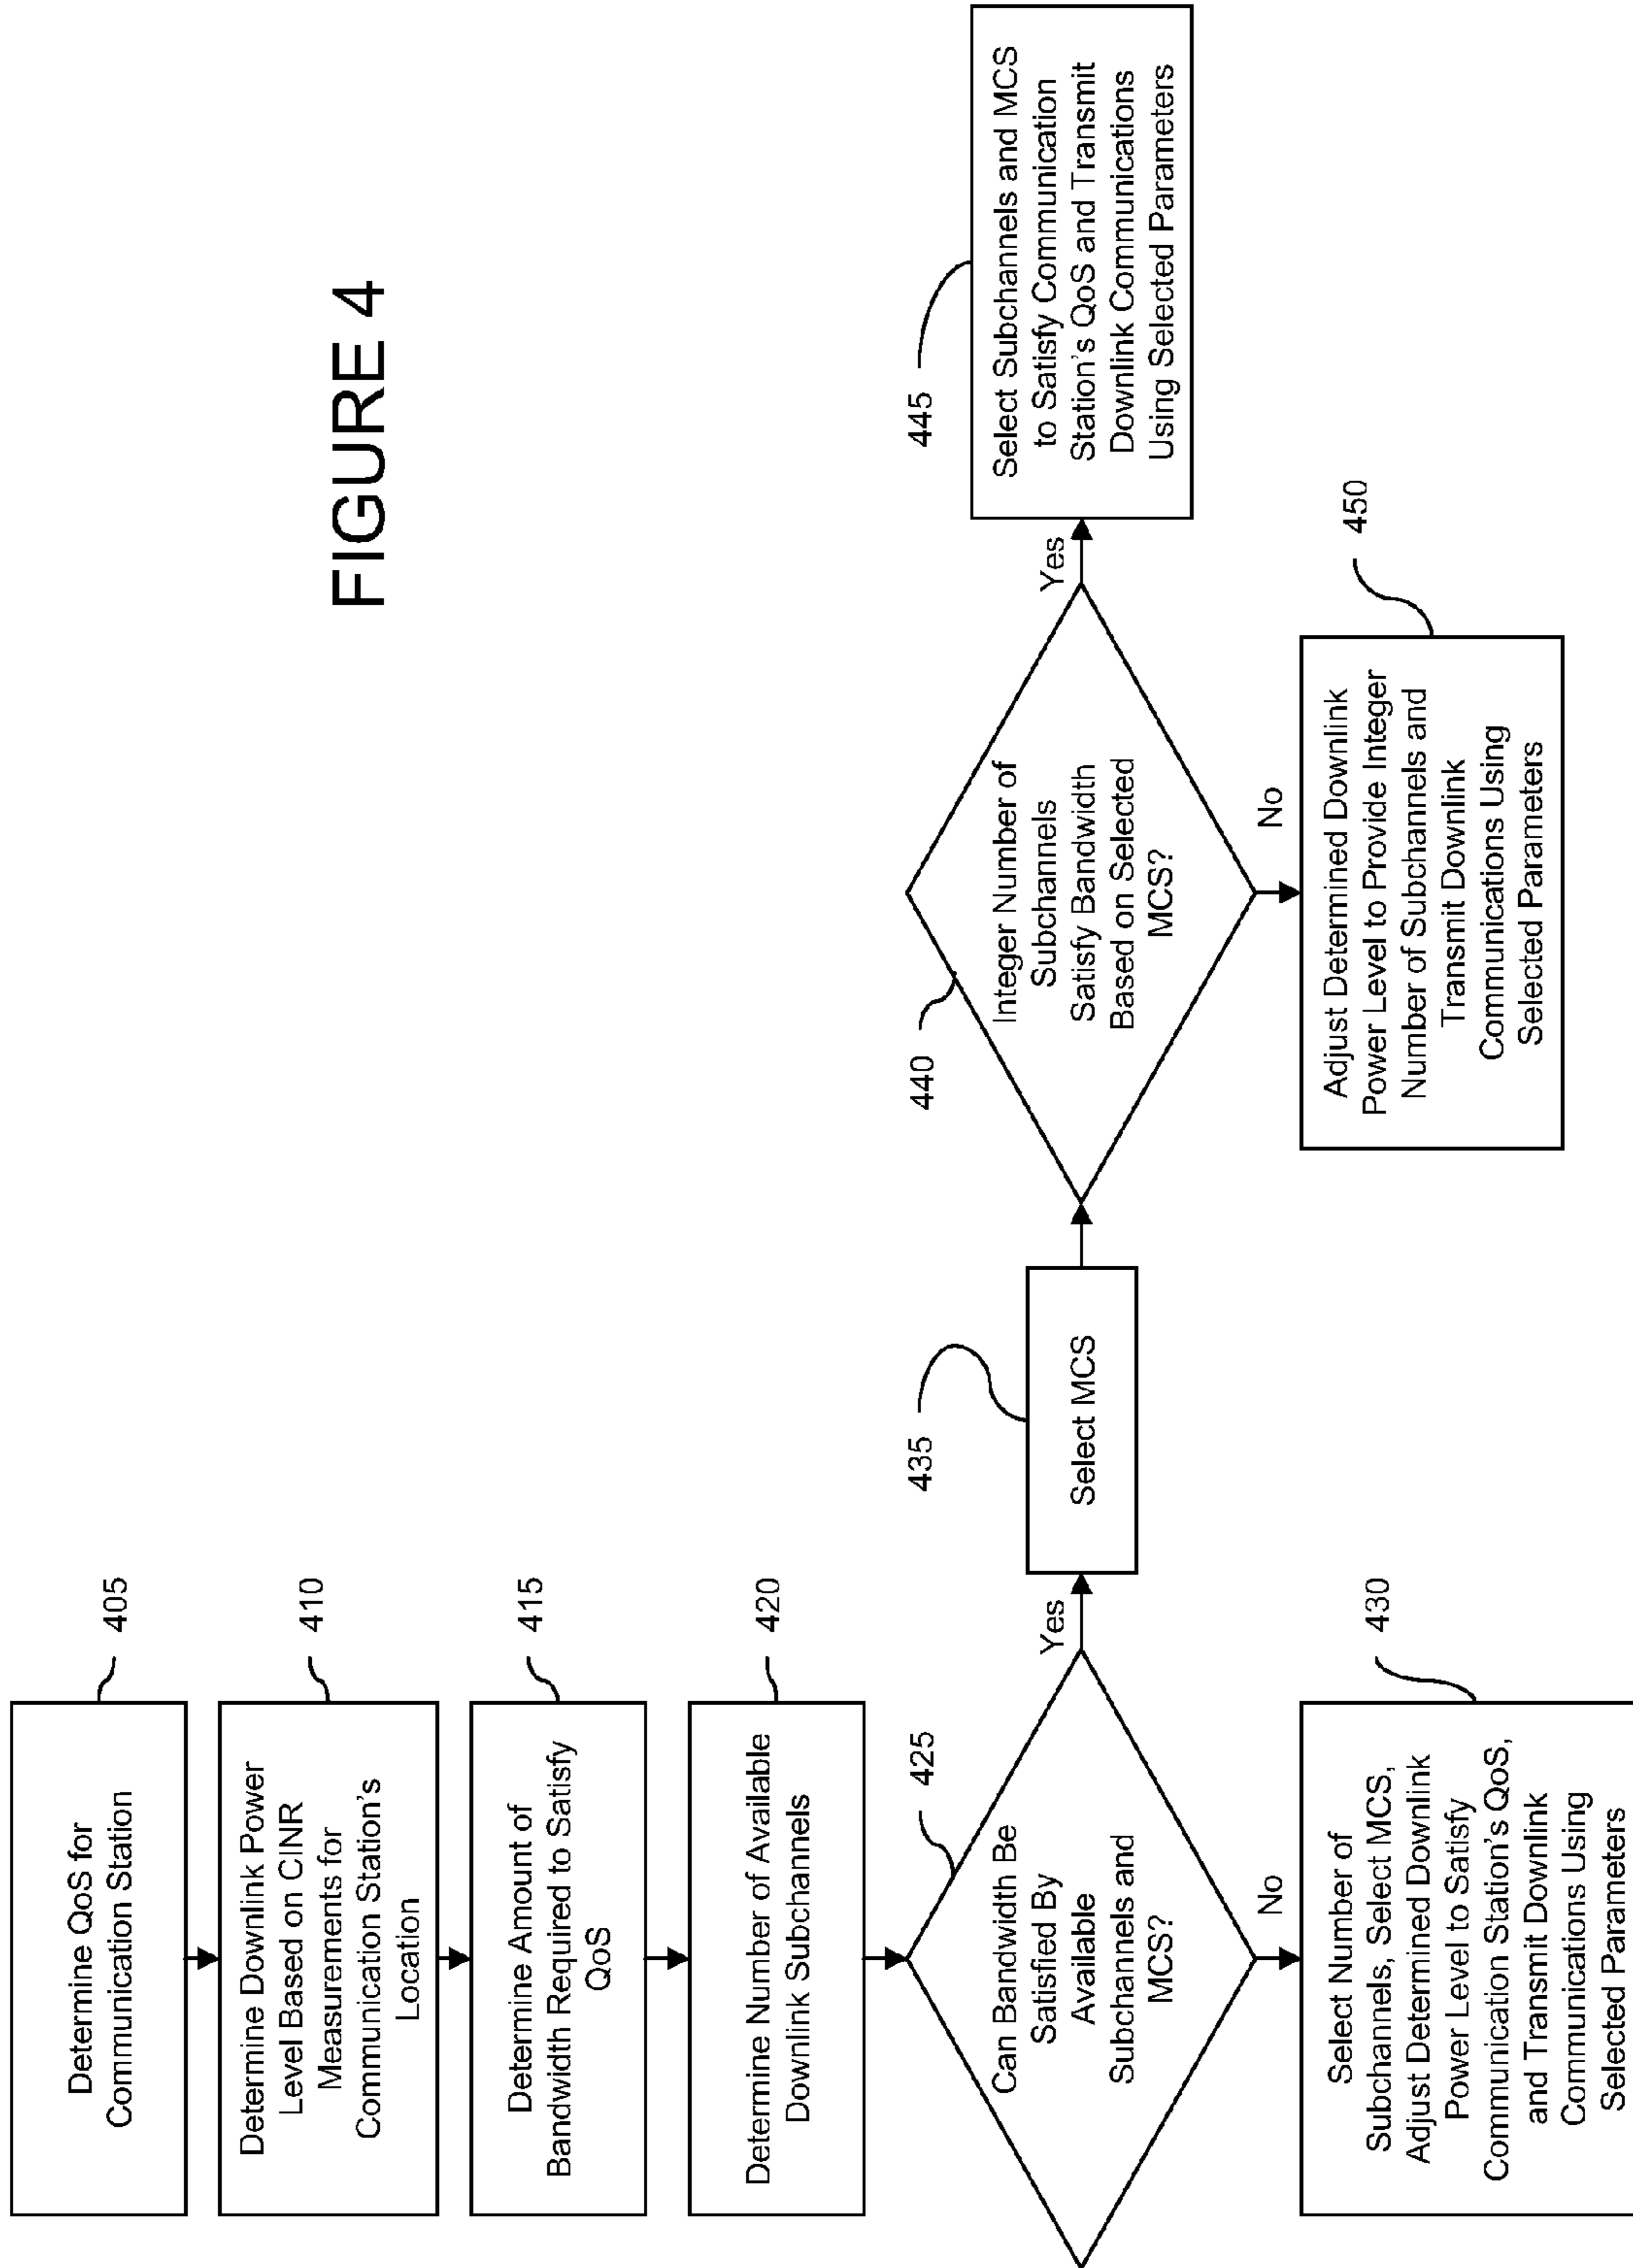 FIGURE 4
Determine QoS for
Communication Station
405
Determine Downlink Power
Level Based on CINR
Measurements for
Communication Station's
Location
410
Determine Amount of
Bandwidth Required to Satisfy
QoS
415
Determine Number of Available
Downlink Subchannels
420
Can Bandwidth Be
Satisfied By
Available
Subchannels and
MCS?
425
Yes
No
Select Number of
Subchannels, Select MCS,
Adjust Determined Downlink
Power Level to Satisfy
Communication Station's QoS,
and Transmit Downlink
Communications Using
Selected Parameters
430
Select MCS
435
Integer Number of
Subchannels
Satisfy Bandwidth
Based on Selected
MCS?
440
Yes
No
Select Subchannels and MCS
to Satisfy Communication
Station's QoS and Transmit
Downlink Communications
Using Selected Parameters
445
Adjust Determined Downlink
Power Level to Provide Integer
Number of Subchannels and
Transmit Downlink
Communications Using
Selected Parameters
450